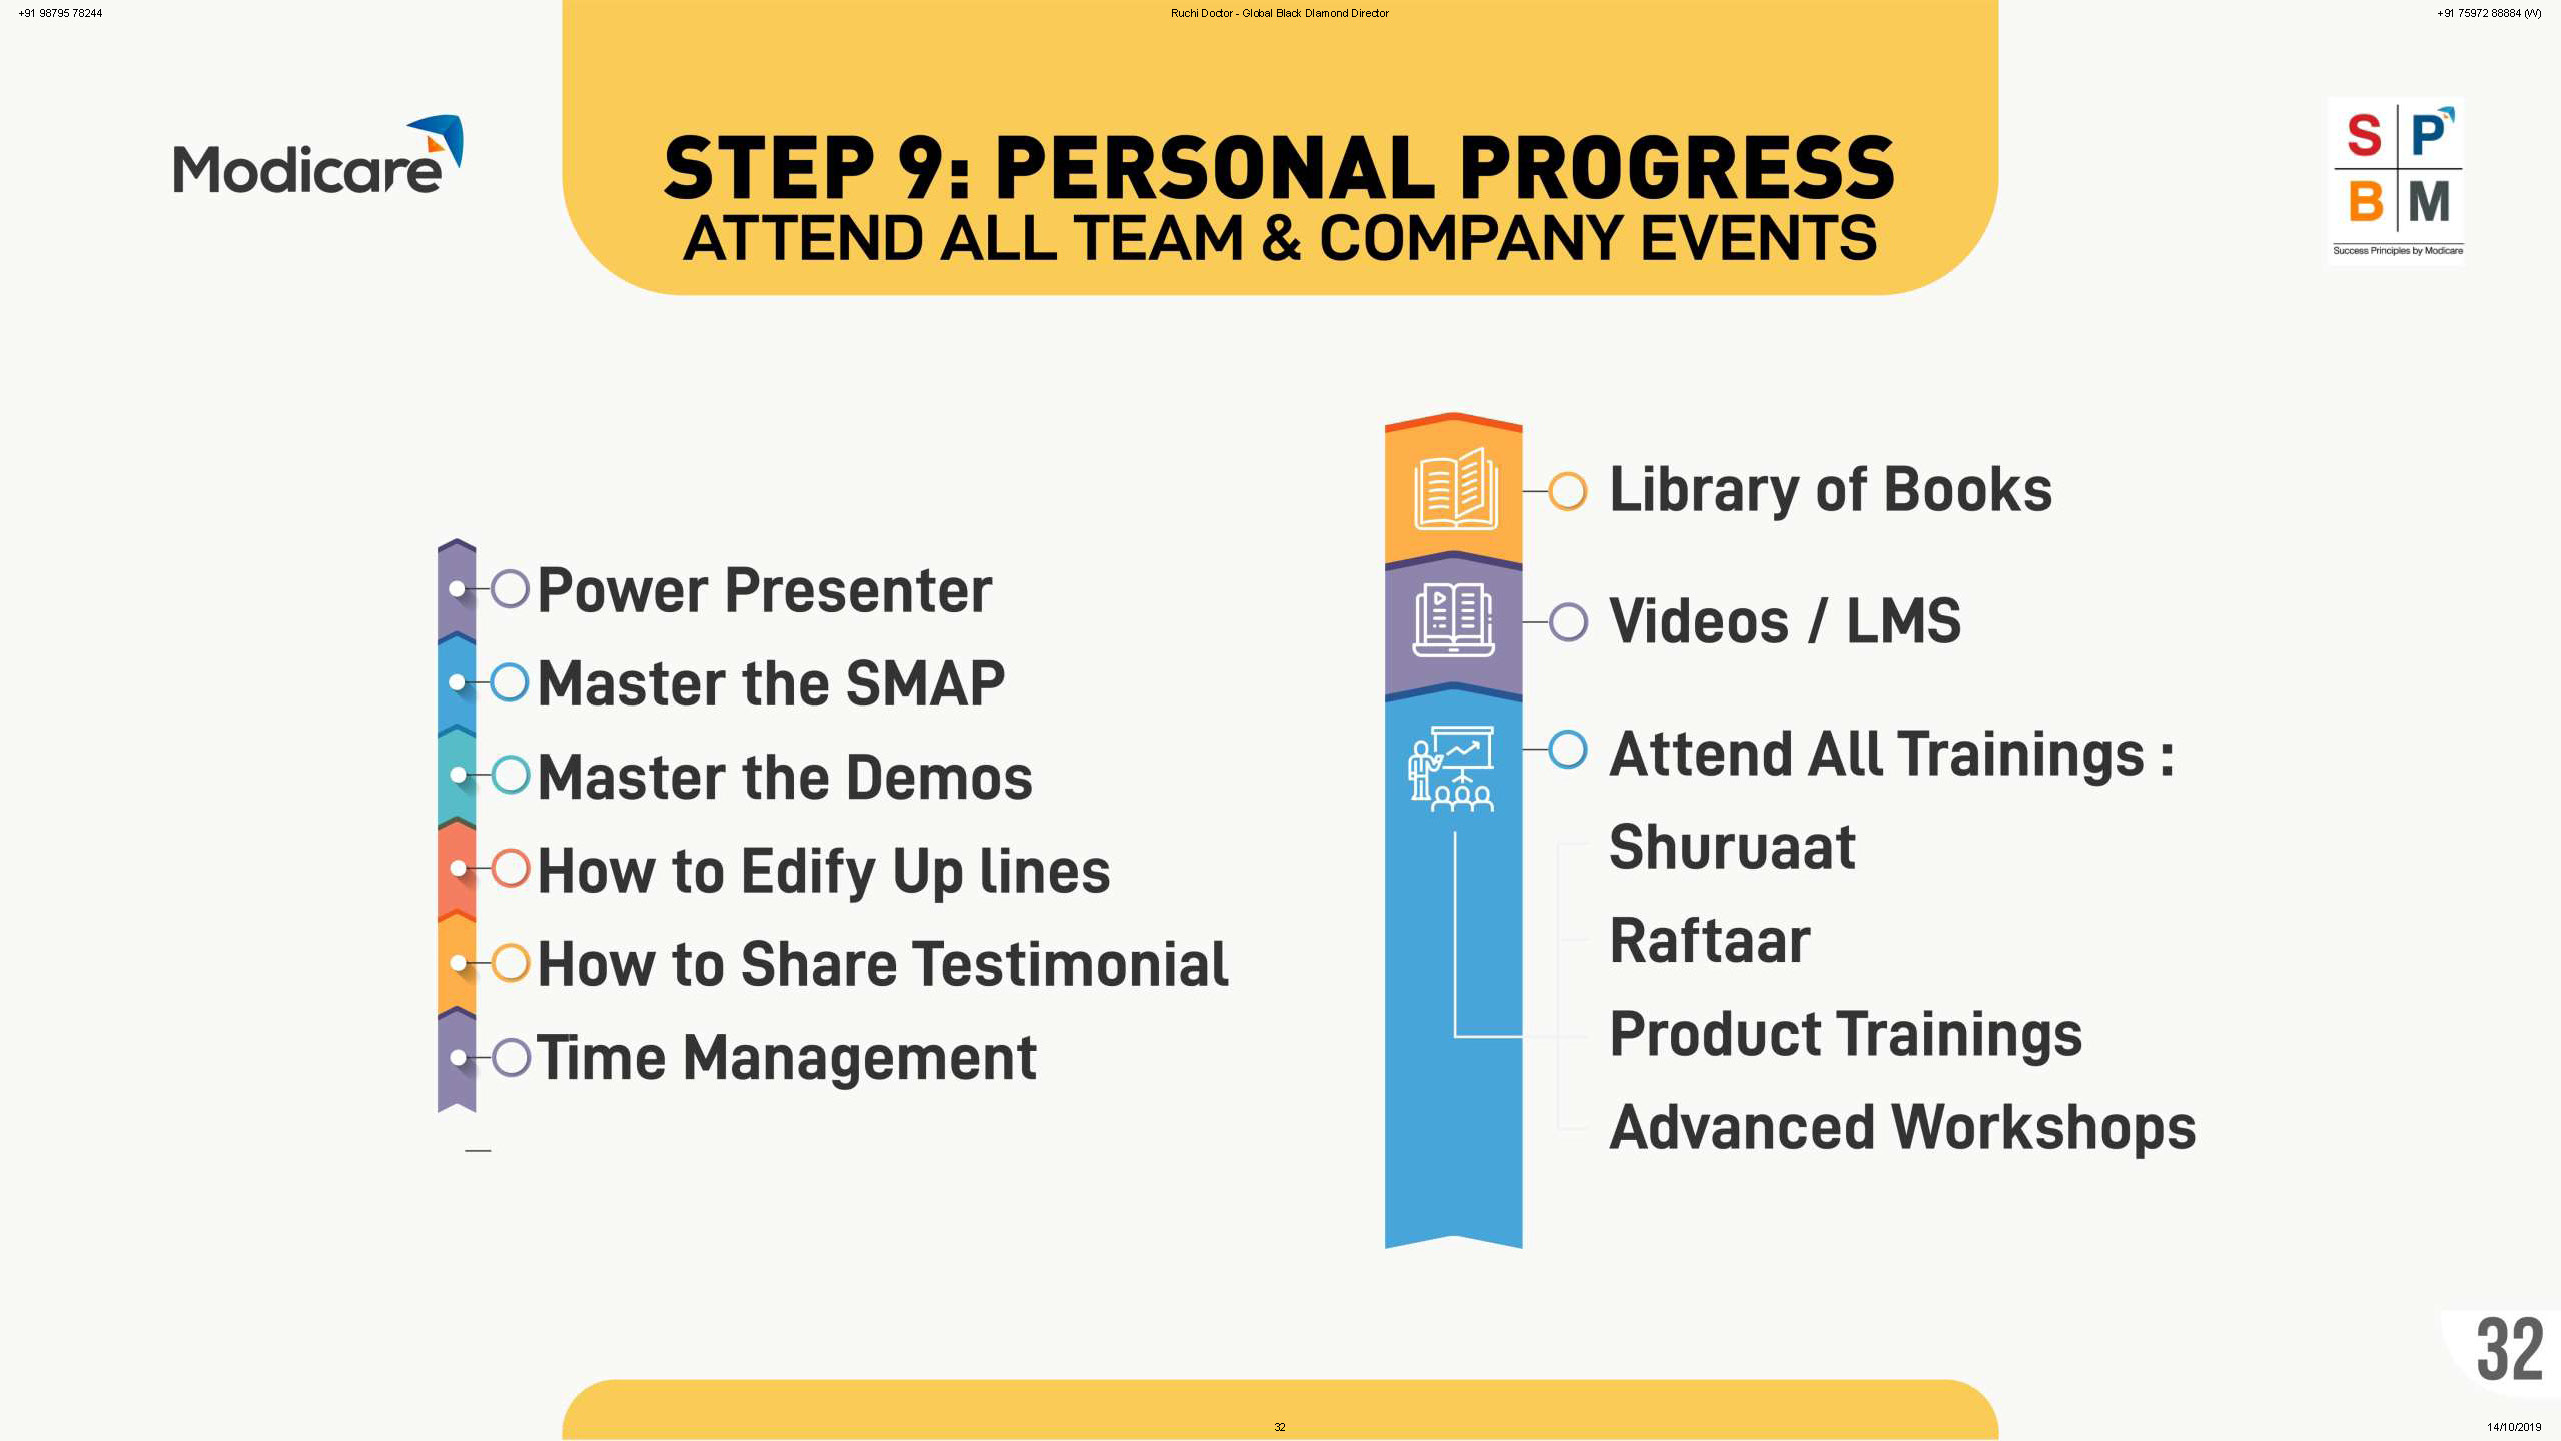 +91 98795 78244
Ruchi Doctor - Global Black DIamond Director
+91 75972 88884 (W)
Modicare
STEP 9: PERSONAL PROGRESS
ATTEND ALL TEAM & COMPANY EVENTS
S P
B M
Success Principles by Modicare
Power Presenter
Master the SMAP
Master the Demos
How to Edify Up lines
How to Share Testimonial
Time Management
Library of Books
Videos / LMS
Attend All Trainings :
Shuruaat
Raftaar
Product Trainings
Advanced Workshops
32
32
14/10/2019